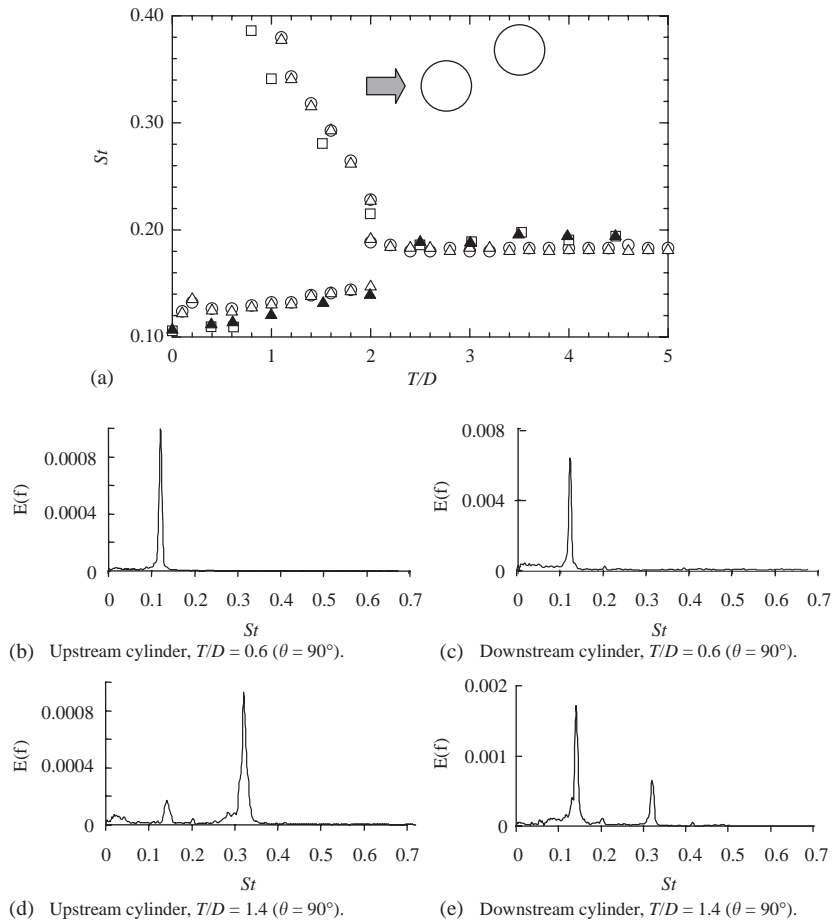 0.40
0.30
St
0.20
0.10
0 1 2 3 4 5
(a) T/D
0.0008
E(f)
0.0004
0
0 0.1 0.2 0.3 0.4 0.5 0.6 0.7
St
(b) Upstream cylinder, T/D = 0.6 (θ = 90°).
0.008
E(f)
0.004
0
0 0.1 0.2 0.3 0.4 0.5 0.6 0.7
St
(c) Downstream cylinder, T/D = 0.6 (θ = 90°).
0.0008
E(f)
0.0004
0
0 0.1 0.2 0.3 0.4 0.5 0.6 0.7
St
(d) Upstream cylinder, T/D = 1.4 (θ = 90°).
0.002
E(f)
0.001
0
0 0.1 0.2 0.3 0.4 0.5 0.6 0.7
St
(e) Downstream cylinder, T/D = 1.4 (θ = 90°).